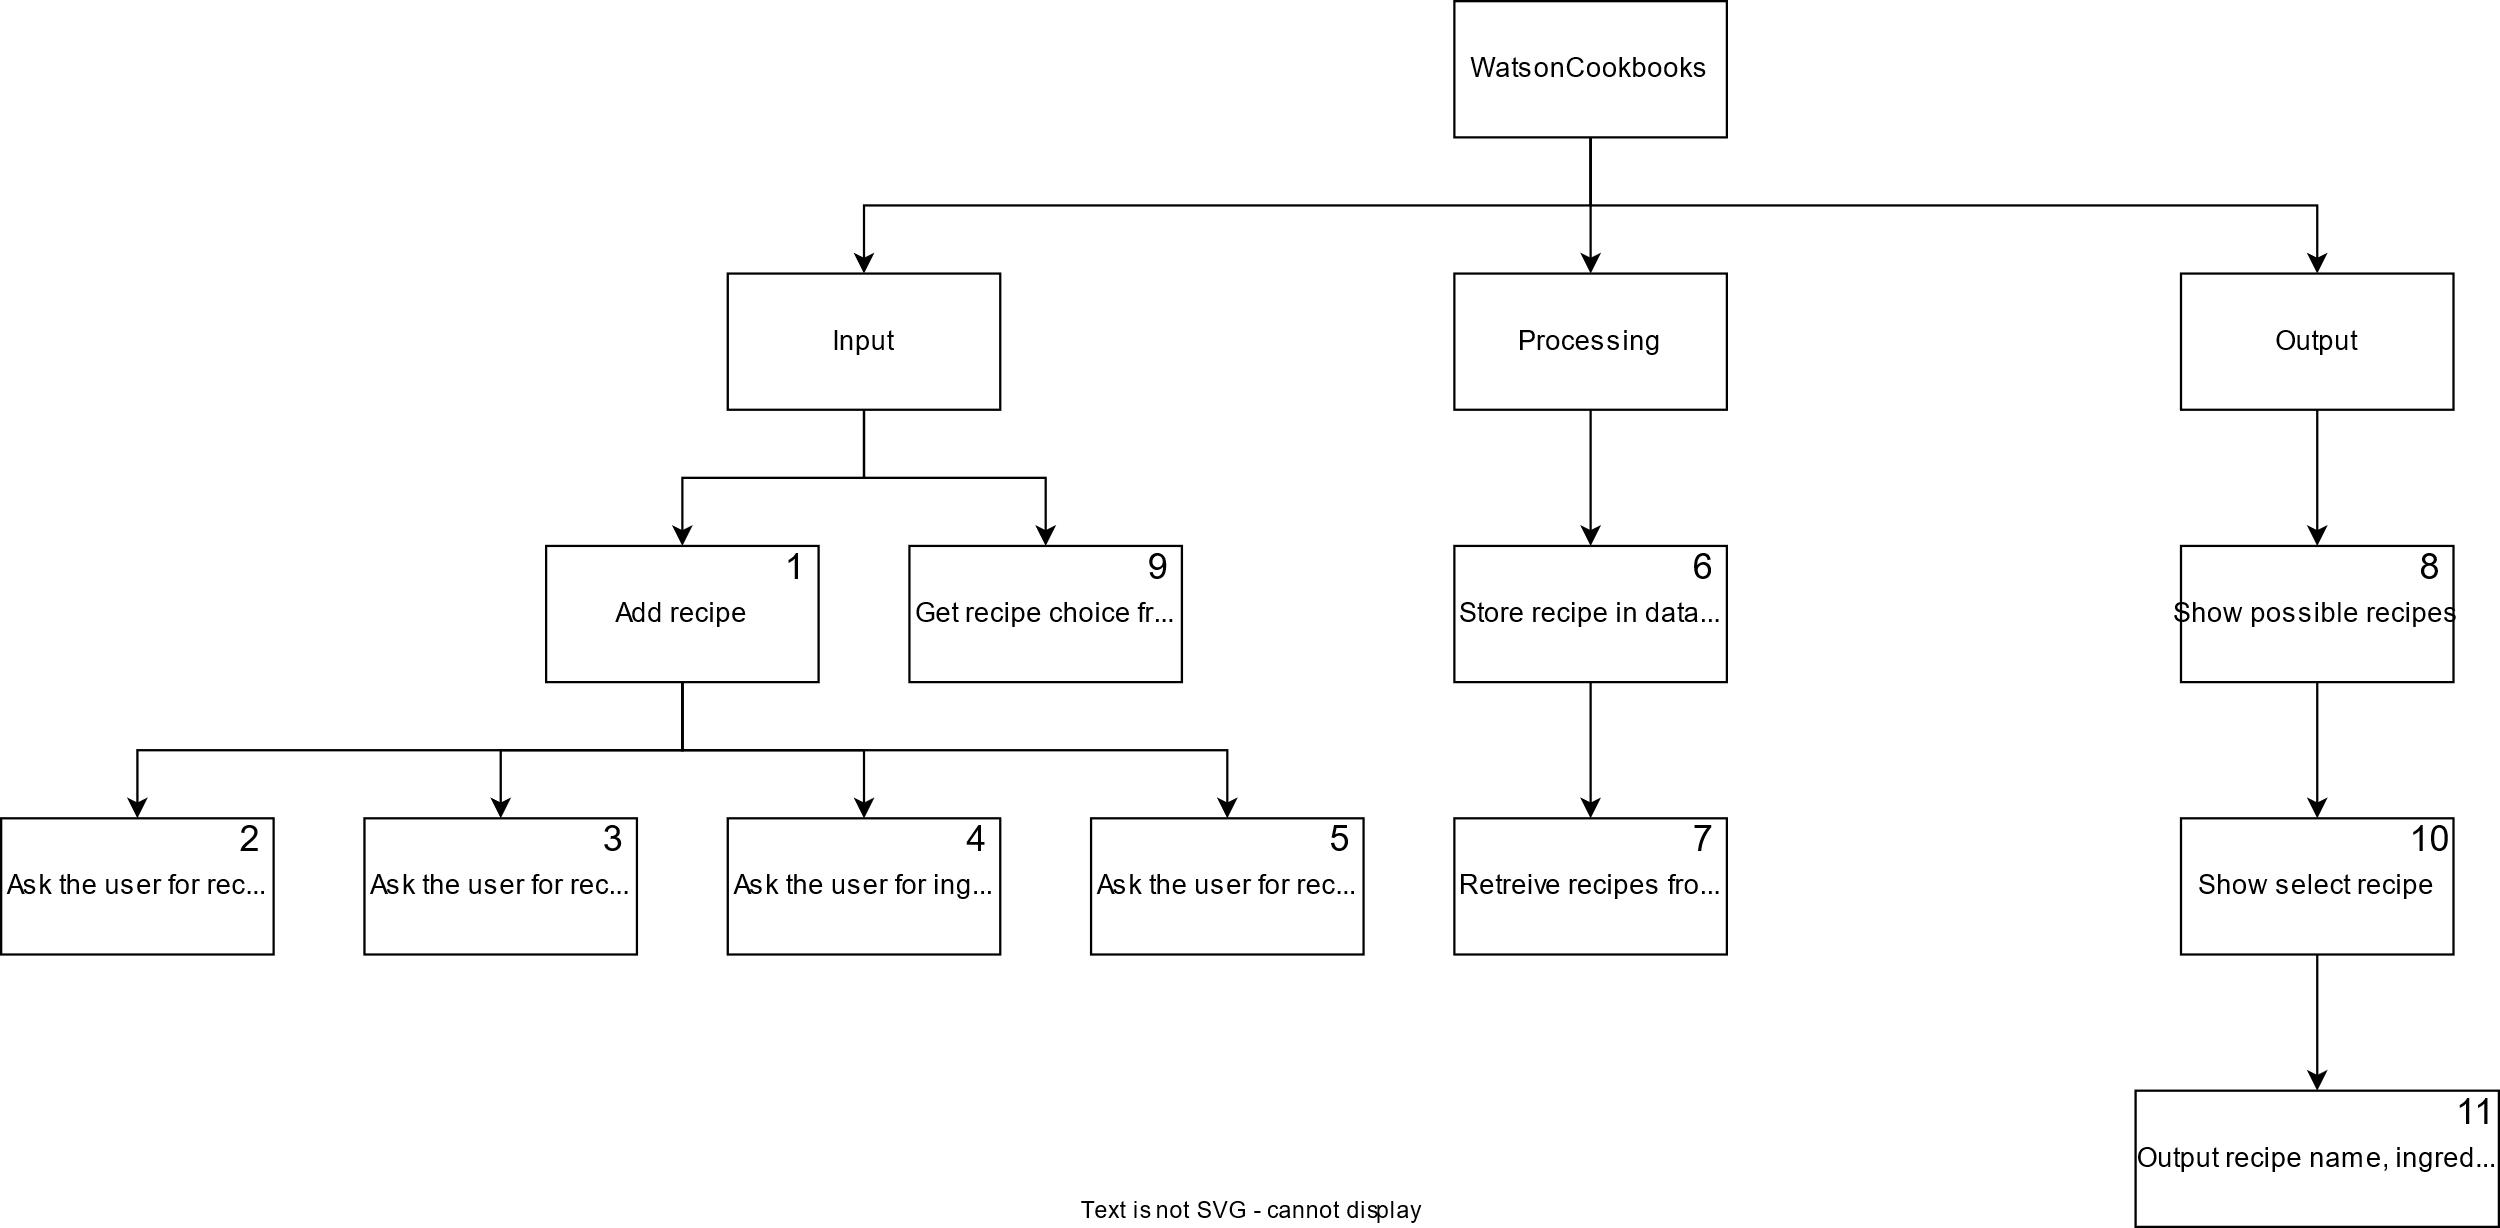 WatsonCookbooks
Input
Processing
Output
1
Add recipe
9
Get recipe choice fr...
6
Store recipe in data...
8
Show possible recipes
2
Ask the user for rec...
3
Ask the user for rec...
4
Ask the user for ing...
5
Ask the user for rec...
7
Retreive recipes fro...
10
Show select recipe
11
Output recipe name, ingred...
Text is not SVG - cannot display